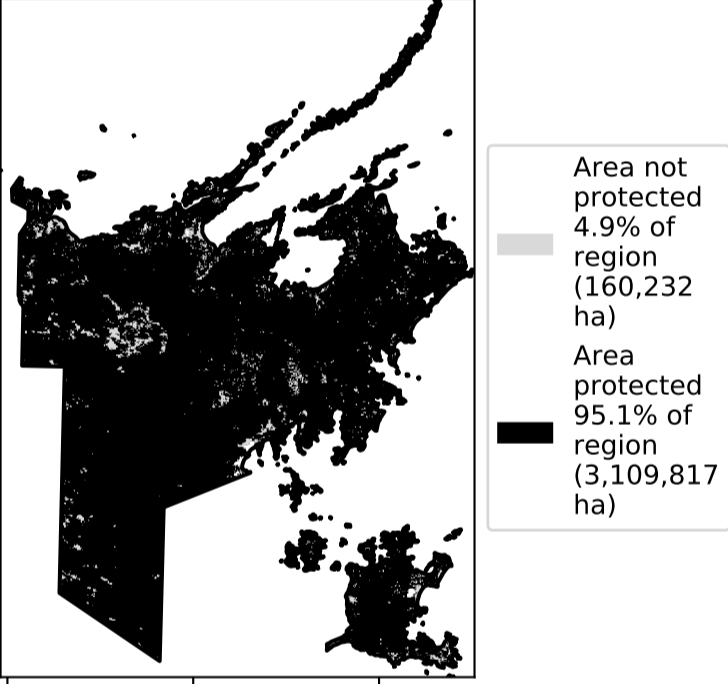 Area not
protected
4.9% of
region
(160,232
ha)
Area
protected
95.1% of
region
(3,109,817
ha)